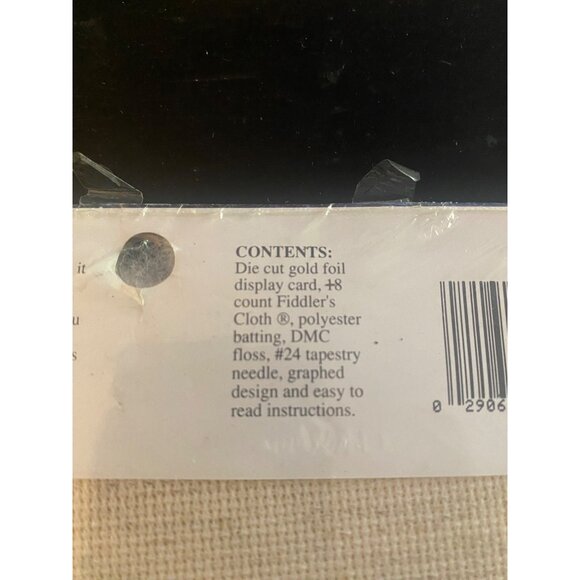 it
u
s
CONTENTS:
Die cut gold foil
display card, 18
count Fiddler's
Cloth ®, polyester
batting, DMC
floss, #24 tapestry
needle, graphed
design and easy to
read instructions.
0 2906